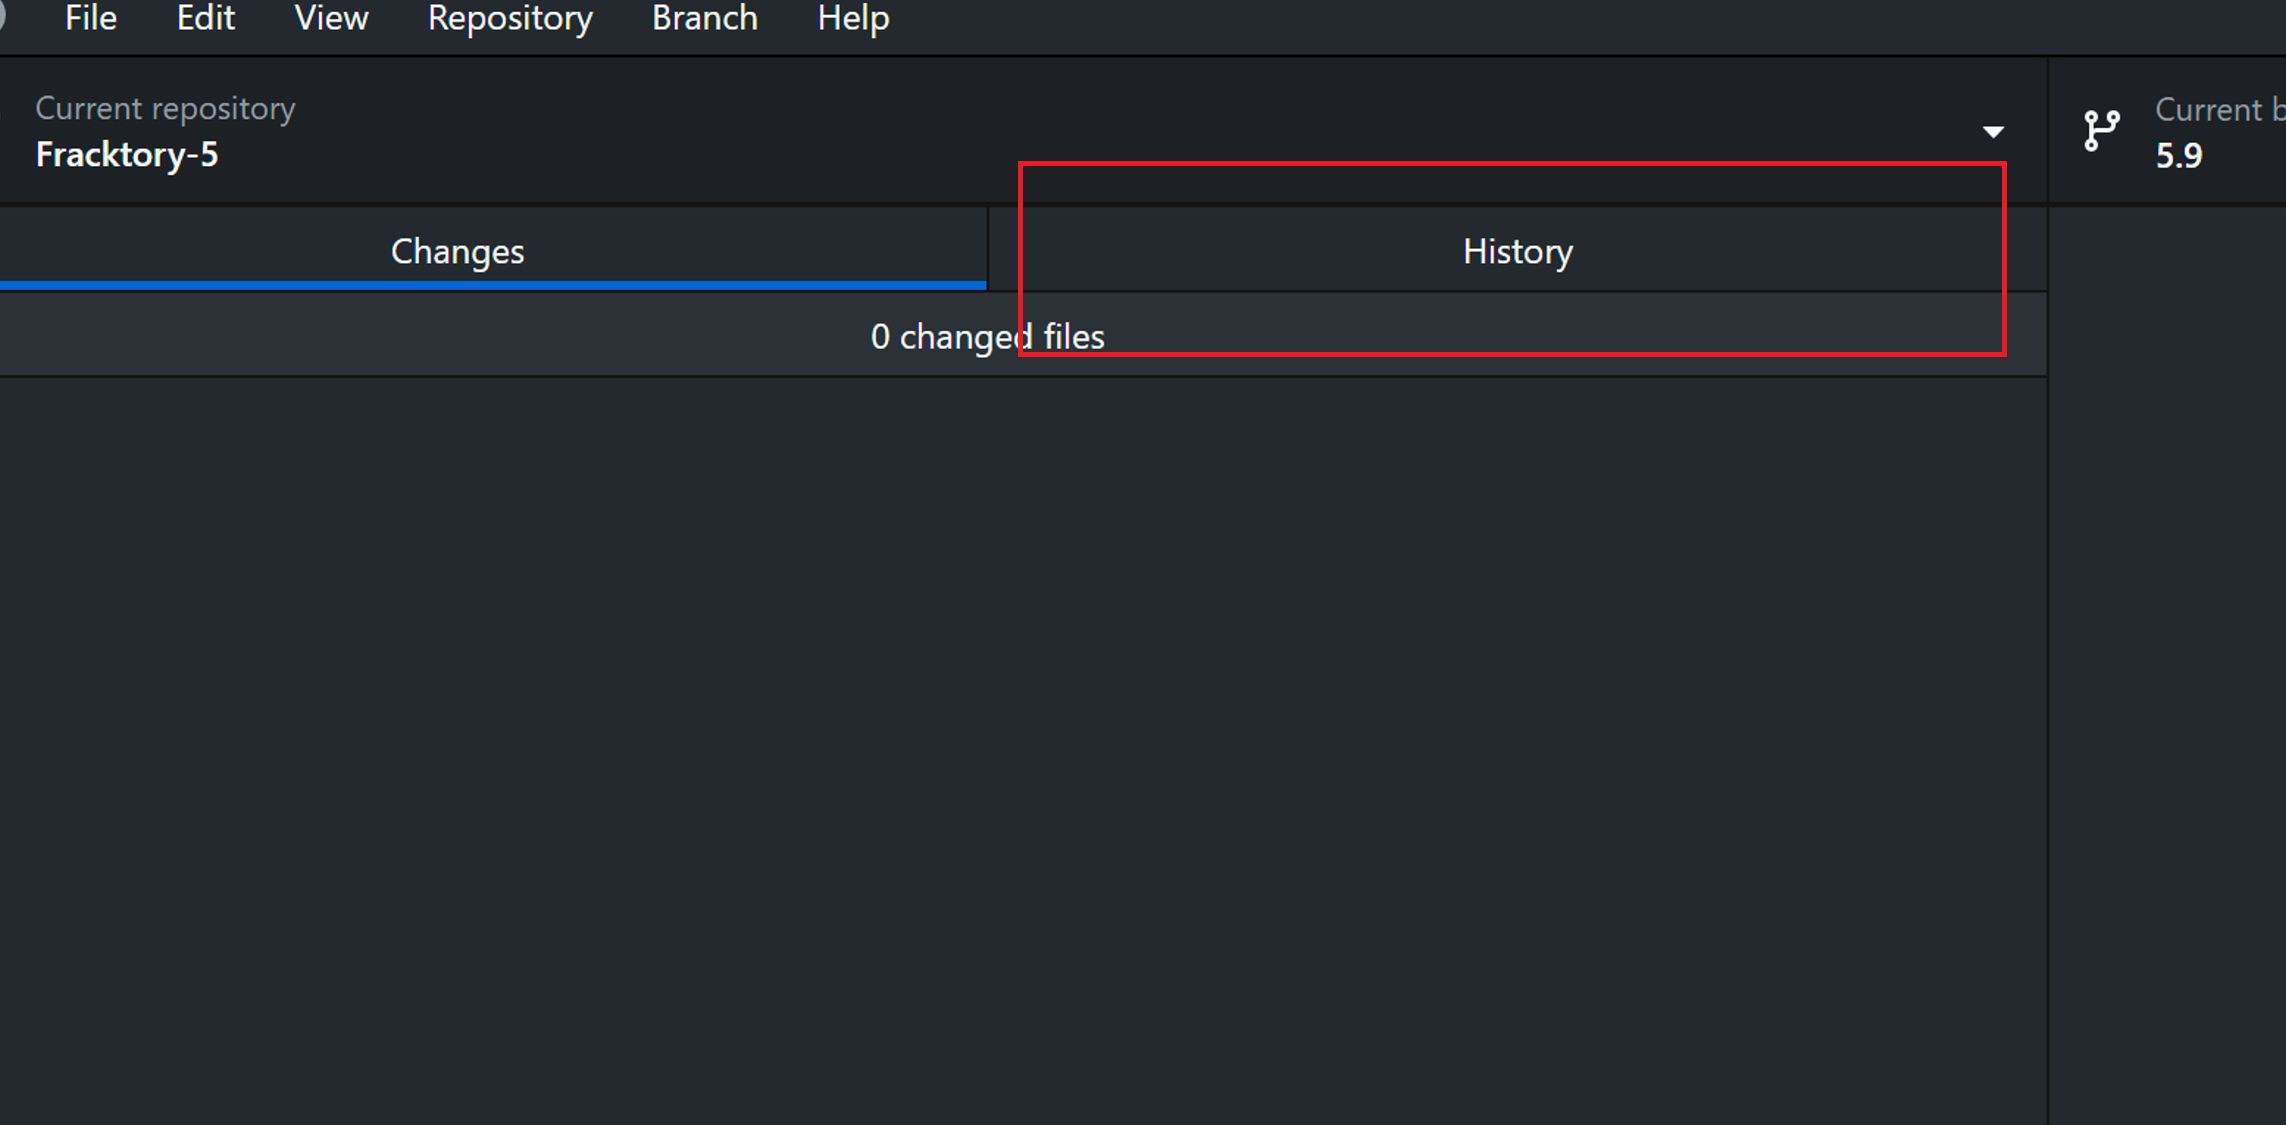 File Edit View Repository Branch Help
Current repository
Fracktory-5
Current b
5.9
Changes
History
0 changed files